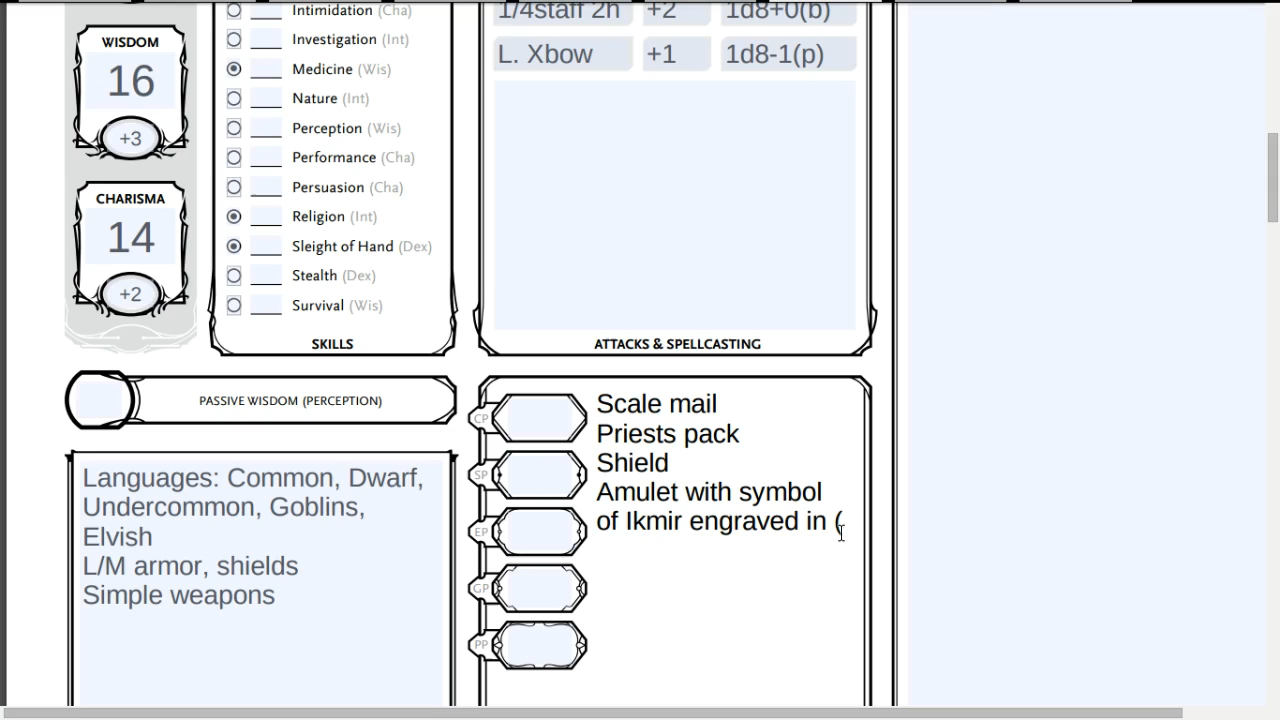 WISDOM
16
+3
CHARISMA
14
+2
Intimidation (Cha)
Investigation (Int)
Medicine (Wis)
Nature (Int)
Perception (Wis)
Performance (Cha)
Persuasion (Cha)
Religion (Int)
Sleight of Hand (Dex)
Stealth (Dex)
Survival (Wis)
SKILLS
1/4staff 2h +2 1d8+0(b)
L. Xbow +1 1d8-1(p)
ATTACKS & SPELLCASTING
PASSIVE WISDOM (PERCEPTION)
Languages: Common, Dwarf,
Undercommon, Goblins,
Elvish
L/M armor, shields
Simple weapons
CP
SP
EP
GP
PP
Scale mail
Priests pack
Shield
Amulet with symbol
of Ikmir engraved in (